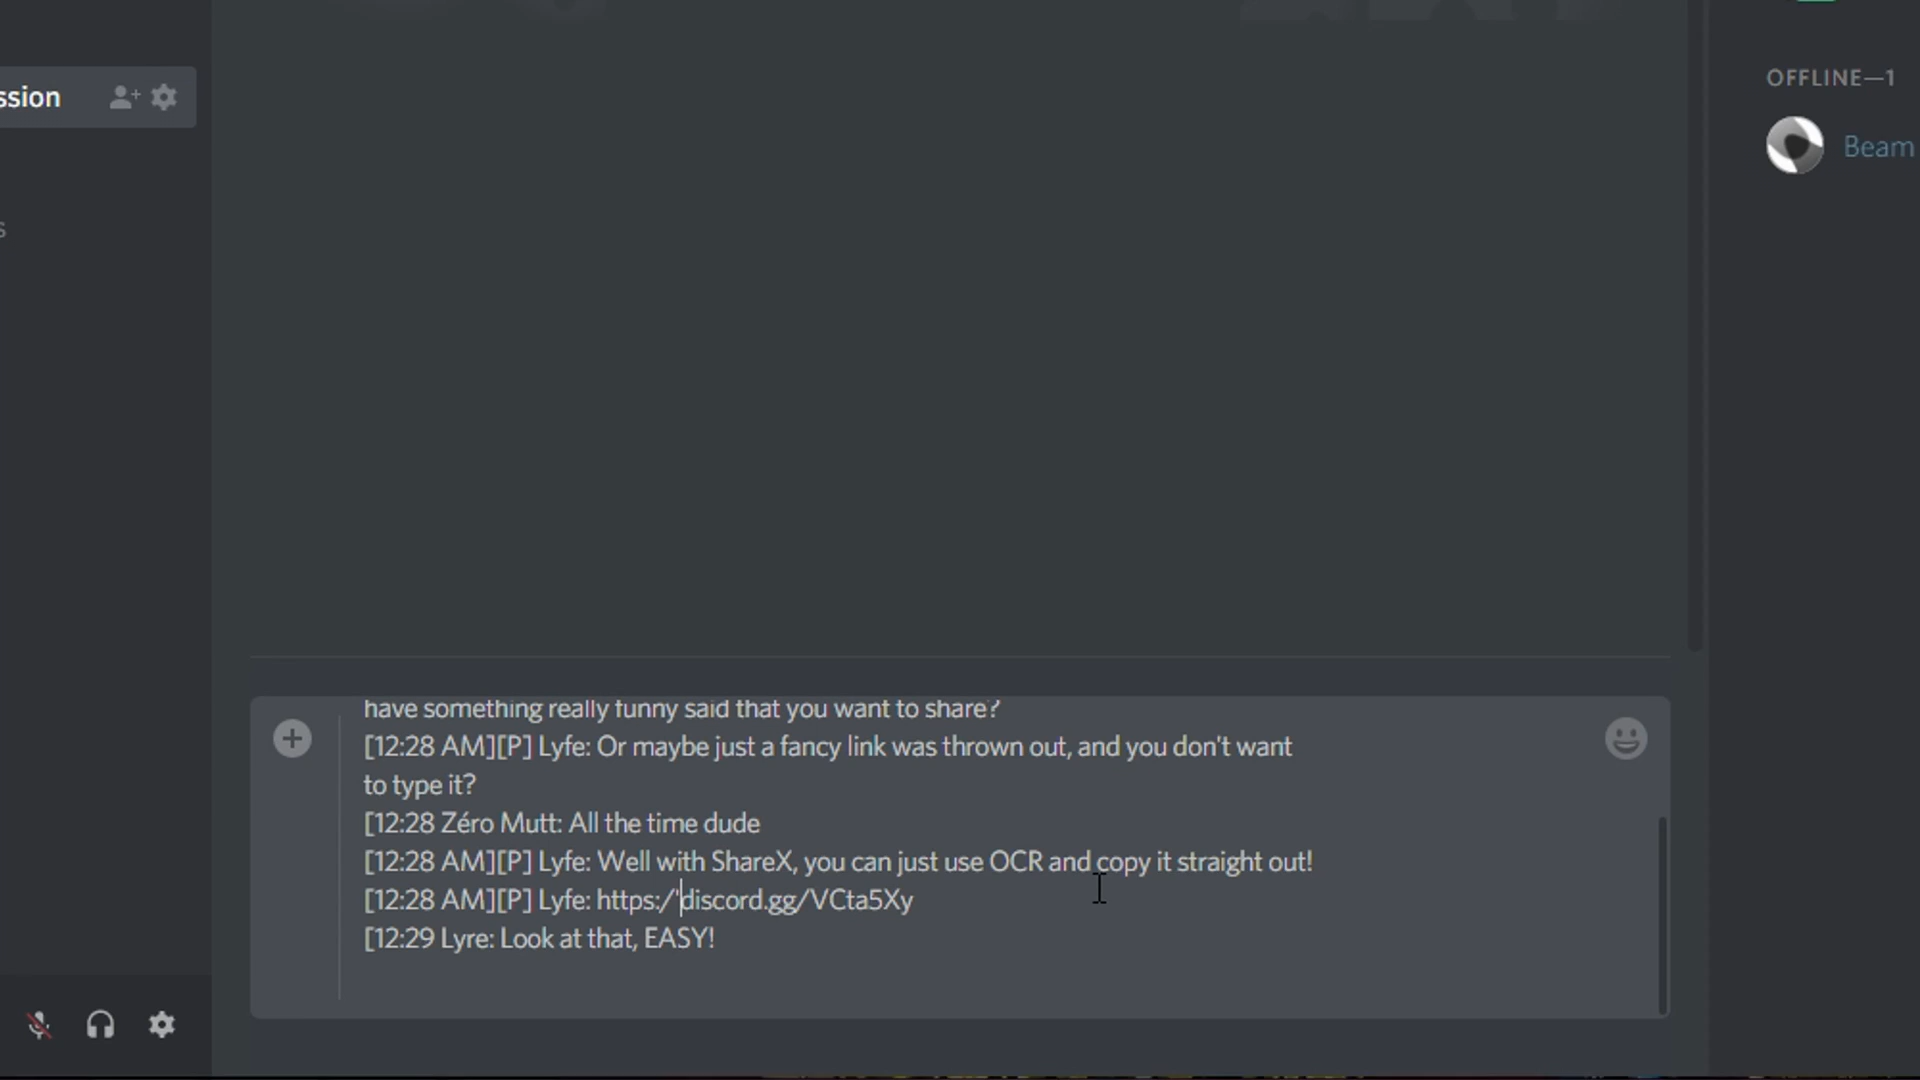 ssion
OFFLINE—1
Beam
s
have something really funny said that you want to share?
[12:28 AM][P] Lyfe: Or maybe just a fancy link was thrown out, and you don't want
to type it?
[12:28 Zéro Mutt: All the time dude
[12:28 AM][P] Lyfe: Well with ShareX, you can just use OCR and copy it straight out!
[12:28 AM][P] Lyfe: https:/'discord.gg/VCta5Xy
[12:29 Lyre: Look at that, EASY!